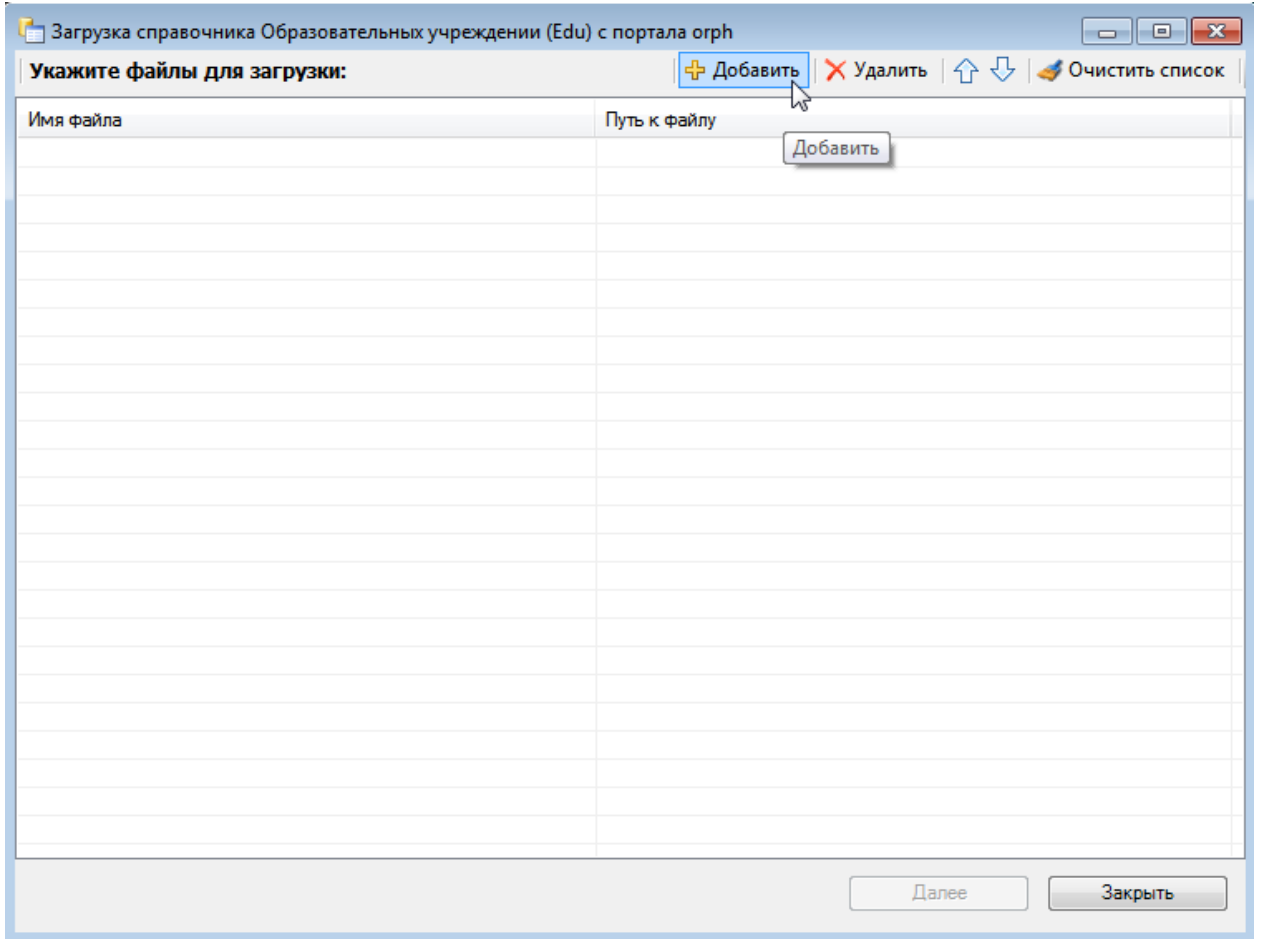 Загрузка справочника Образовательных учреждении (Edu) с портала orph
Укажите файлы для загрузки: Добавить Удалить Очистить список
Имя файла Путь к файлу
Добавить
Далее Закрыть